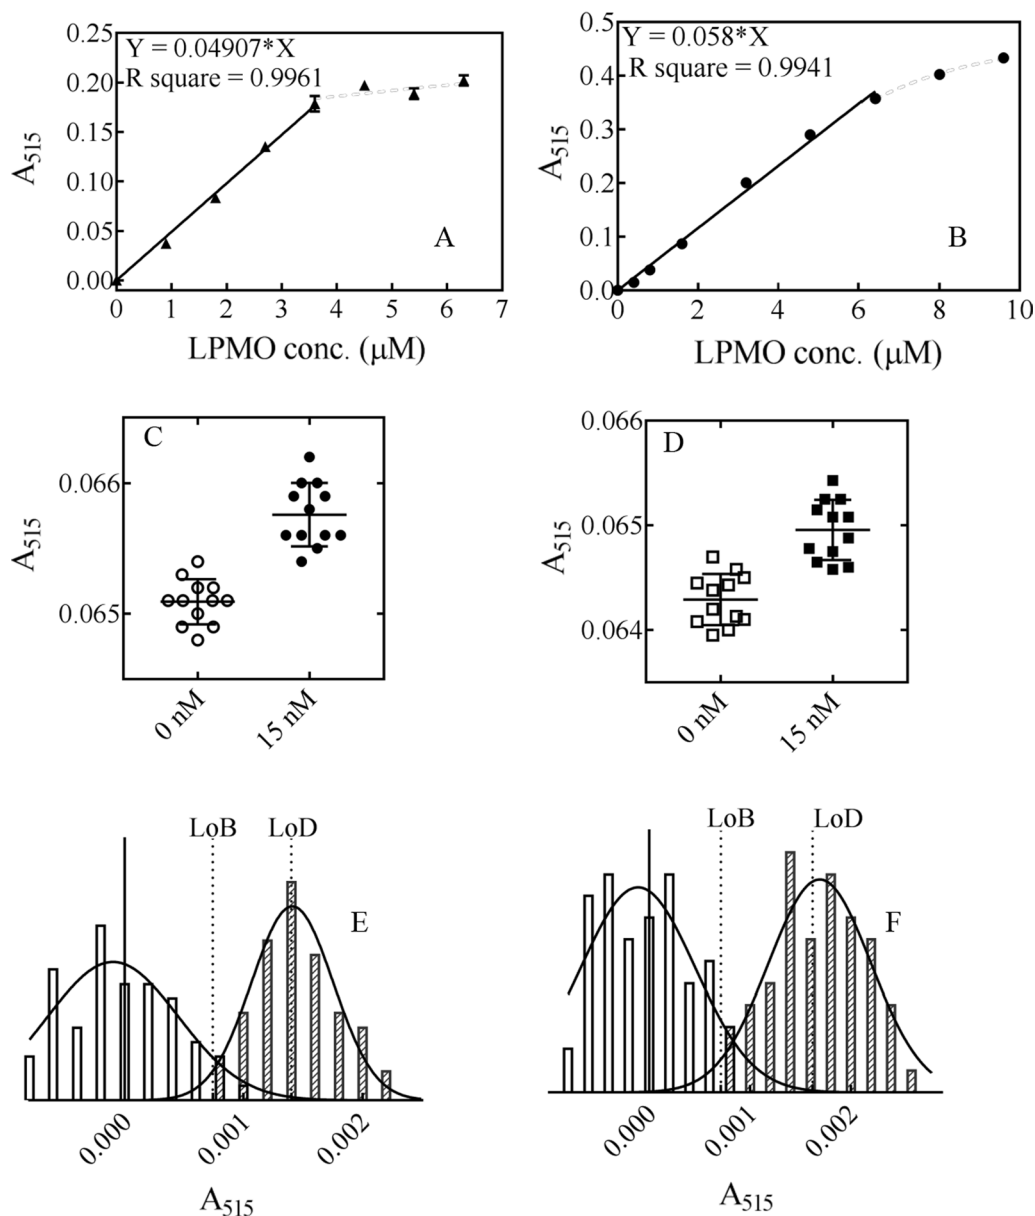 Y = 0.04907*X
R square = 0.9961
0.25
0.20
0.15
0.10
0.05
0.00
A515
A
0 1 2 3 4 5 6 7
LPMO conc. (μM)
Y = 0.058*X
R square = 0.9941
0.5
0.4
0.3
0.2
0.1
0.0
A515
B
0 2 4 6 8 10
LPMO conc. (μM)
C
0.066
0.065
A515
0 nM 15 nM
D
0.066
0.065
0.064
A515
0 nM 15 nM
LoB LoD
E
0.000 0.001 0.002
A515
LoB LoD
F
0.000 0.001 0.002
A515